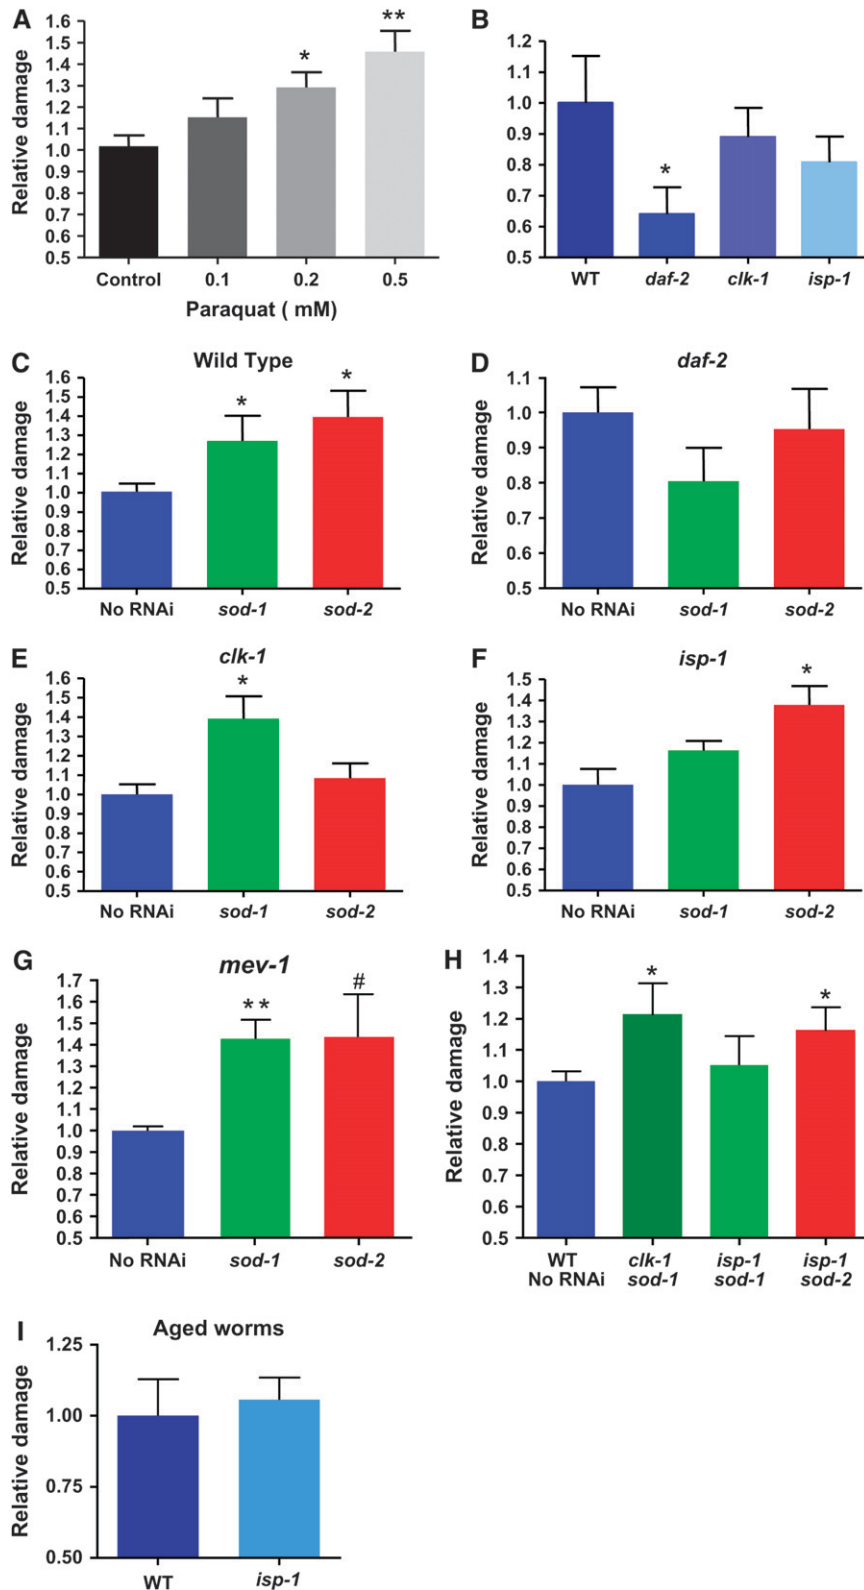 A
Relative damage
1.6
1.5
1.4
1.3
1.2
1.1
1.0
0.9
0.8
0.7
0.6
0.5
*
**
Control 0.1 0.2 0.5
Paraquat ( mM)
B
Relative damage
1.2
1.1
1.0
0.9
0.8
0.7
0.6
0.5
*
WT daf-2 clk-1 isp-1
C
Wild Type
Relative damage
1.6
1.5
1.4
1.3
1.2
1.1
1.0
0.9
0.8
0.7
0.6
0.5
* *
No RNAi sod-1 sod-2
D
daf-2
Relative damage
1.1
1.0
0.9
0.8
0.7
0.6
0.5
No RNAi sod-1 sod-2
E
clk-1
Relative damage
1.6
1.5
1.4
1.3
1.2
1.1
1.0
0.9
0.8
0.7
0.6
0.5
*
No RNAi sod-1 sod-2
F
isp-1
Relative damage
1.5
1.4
1.3
1.2
1.1
1.0
0.9
0.8
0.7
0.6
0.5
*
No RNAi sod-1 sod-2
G
mev-1
Relative damage
1.7
1.6
1.5
1.4
1.3
1.2
1.1
1.0
0.9
0.8
0.7
0.6
0.5
** #
No RNAi sod-1 sod-2
H
Relative damage
1.4
1.3
1.2
1.1
1.0
0.9
0.8
0.7
0.6
0.5
* *
WT clk-1 isp-1 isp-1
No RNAi sod-1 sod-1 sod-2
I
Aged worms
Relative damage
1.25
1.00
0.75
0.50
WT isp-1